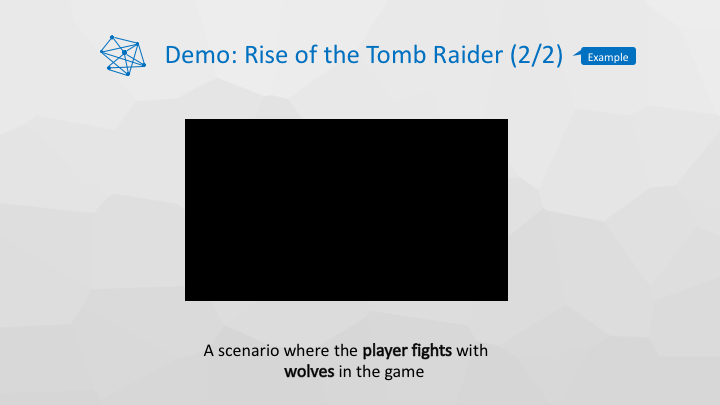 Demo: Rise of the Tomb Raider (2/2)
Example
A scenario where the player fights with
wolves in the game